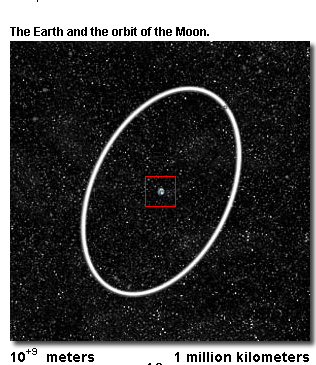 The Earth and the orbit of the Moon.
10+9 meters 1 million kilometers